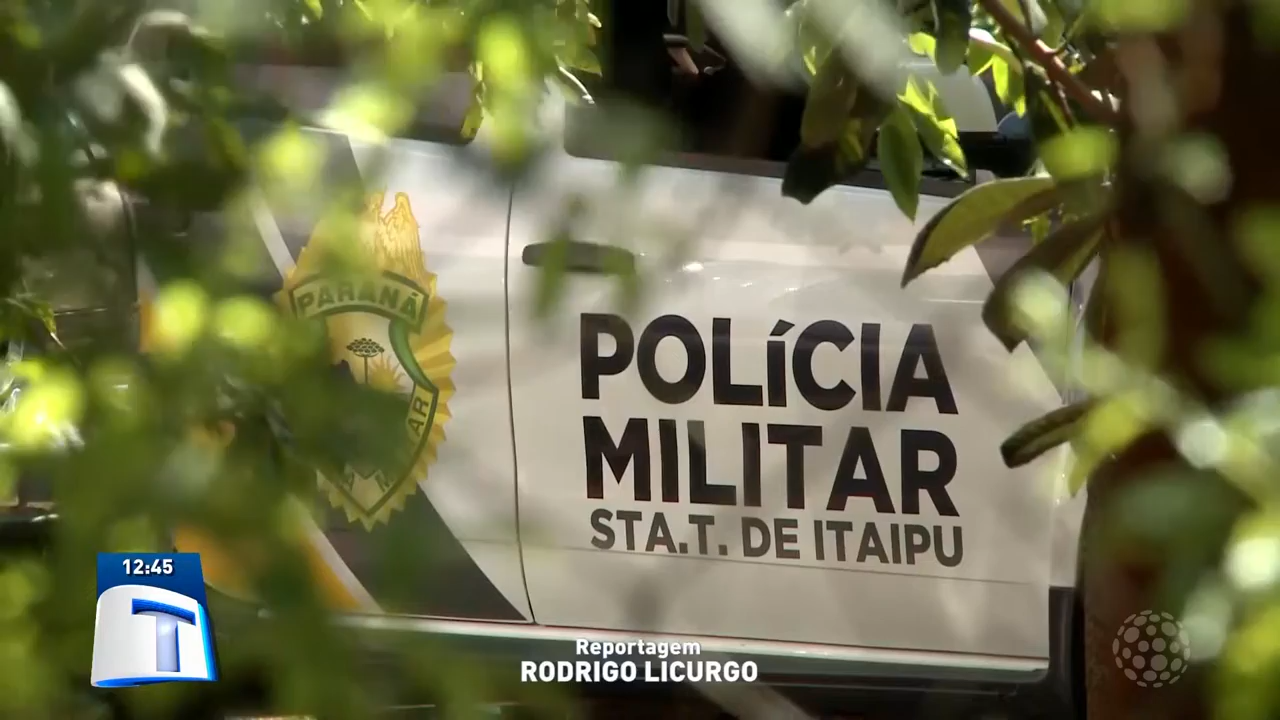 PARANÁ
POLÍCIA
MILITAR
STA.T. DE ITAIPU
12:45
T
Reportagem
RODRIGO LICURGO